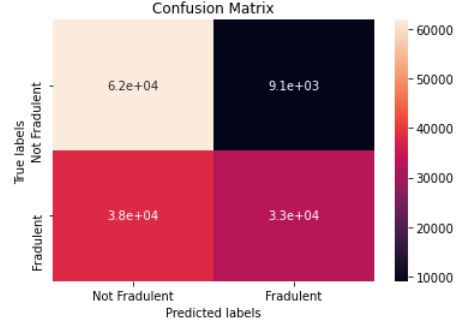 Confusion Matrix
True labels
Not Fradulent
Fradulent
6.2e+04
9.1e+03
3.8e+04
3.3e+04
Not Fradulent
Fradulent
Predicted labels
60000
50000
40000
30000
20000
10000